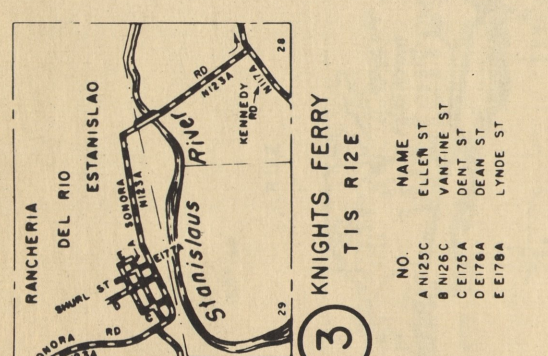 RANCHERIA
DEL RIO
ESTANISLAO
SHURL ST
A SONORA
N123A
E177A
ONORA RD
23A
RD
N123A
KENNEDY
RD
N117A
28
29
Stanislaus River
A
B
C
D
3
KNIGHTS FERRY
T1S R12E
NO. NAME
A N125C ELLEN ST
B N126C VANTINE ST
C E175A DENT ST
D E176A DEAN ST
E E178A LYNDE ST